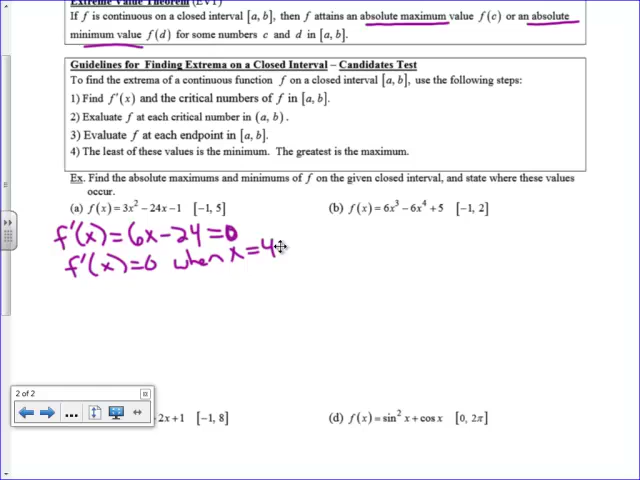 Extreme Value Theorem (EVT)
If f is continuous on a closed interval [a, b], then f attains an absolute maximum value f(c) or an absolute
minimum value f(d) for some numbers c and d in [a, b].
Guidelines for Finding Extrema on a Closed Interval – Candidates Test
To find the extrema of a continuous function f on a closed interval [a, b], use the following steps:
1) Find f′(x) and the critical numbers of f in [a, b].
2) Exaluate f at each critical number in (a, b).
3) Evaluate f at each endpoint in [a, b].
4) The least of these values is the minimum. The greatest is the maximum.
Ex. Find the absolute maximums and minimums of f on the given closed interval, and state where these values
occur.
(a) f(x) = 3x² − 24x − 1 [−1, 5] (b) f(x) = 6x³ − 6x⁴ + 5 [−1, 2]
f'(x) = 6x − 24 = 0
f'(x) = 0 when x = 4
2 of 2
...
2x + 1 [−1, 8] (d) f(x) = sin² x + cos x [0, 2π]